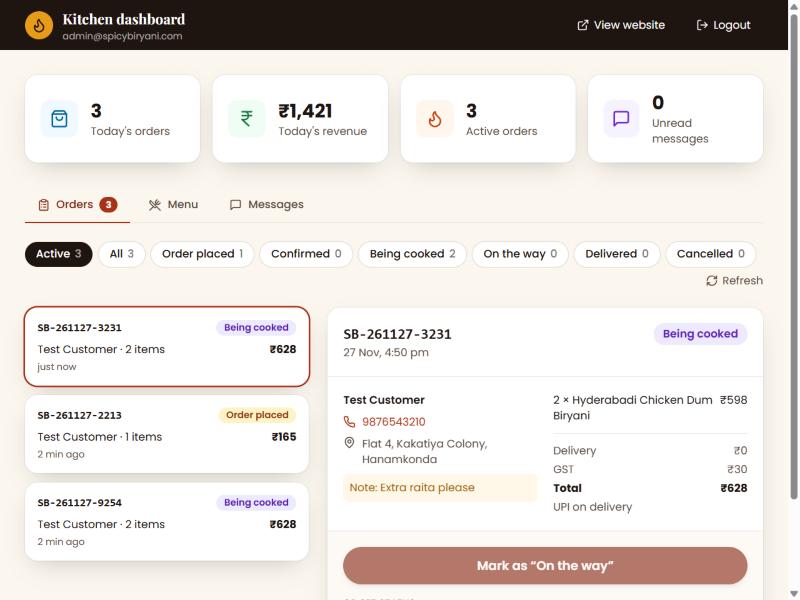 Kitchen dashboard
admin@spicybiryani.com
View website
Logout
3
Today's orders
₹1,421
Today's revenue
3
Active orders
0
Unread
messages
Orders 3
Menu
Messages
Active 3
All 3
Order placed 1
Confirmed 0
Being cooked 2
On the way 0
Delivered 0
Cancelled 0
Refresh
SB-261127-3231 Being cooked
Test Customer · 2 items ₹628
just now
SB-261127-2213 Order placed
Test Customer · 1 items ₹165
2 min ago
SB-261127-9254 Being cooked
Test Customer · 2 items ₹628
2 min ago
SB-261127-3231 Being cooked
27 Nov, 4:50 pm
Test Customer
9876543210
Flat 4, Kakatiya Colony,
Hanamkonda
Note: Extra raita please
2 × Hyderabadi Chicken Dum ₹598
Biryani
Delivery ₹0
GST ₹30
Total ₹628
UPI on delivery
Mark as “On the way”